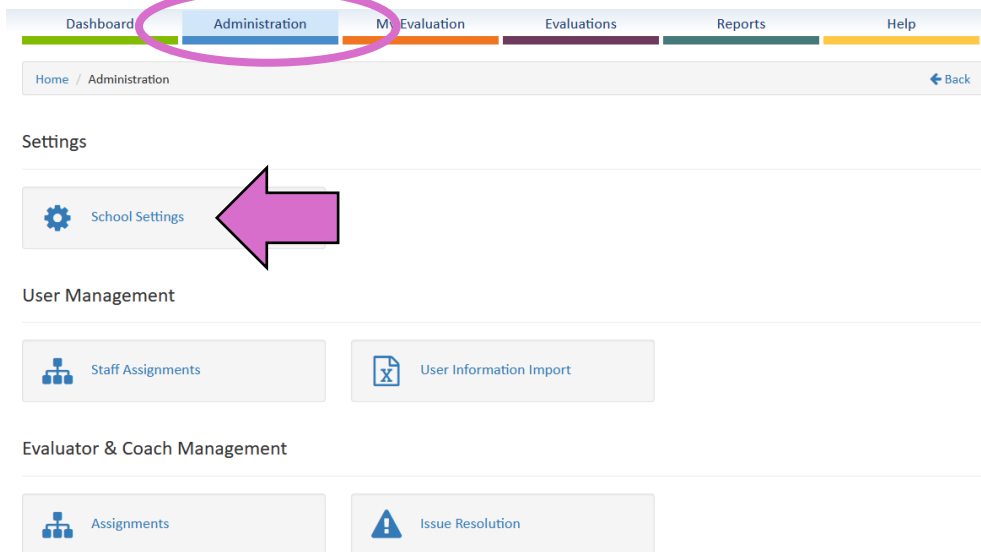 Dashboard Administration My Evaluation Evaluations Reports Help
Home / Administration Back
Settings
School Settings
User Management
Staff Assignments User Information Import
Evaluator & Coach Management
Assignments Issue Resolution